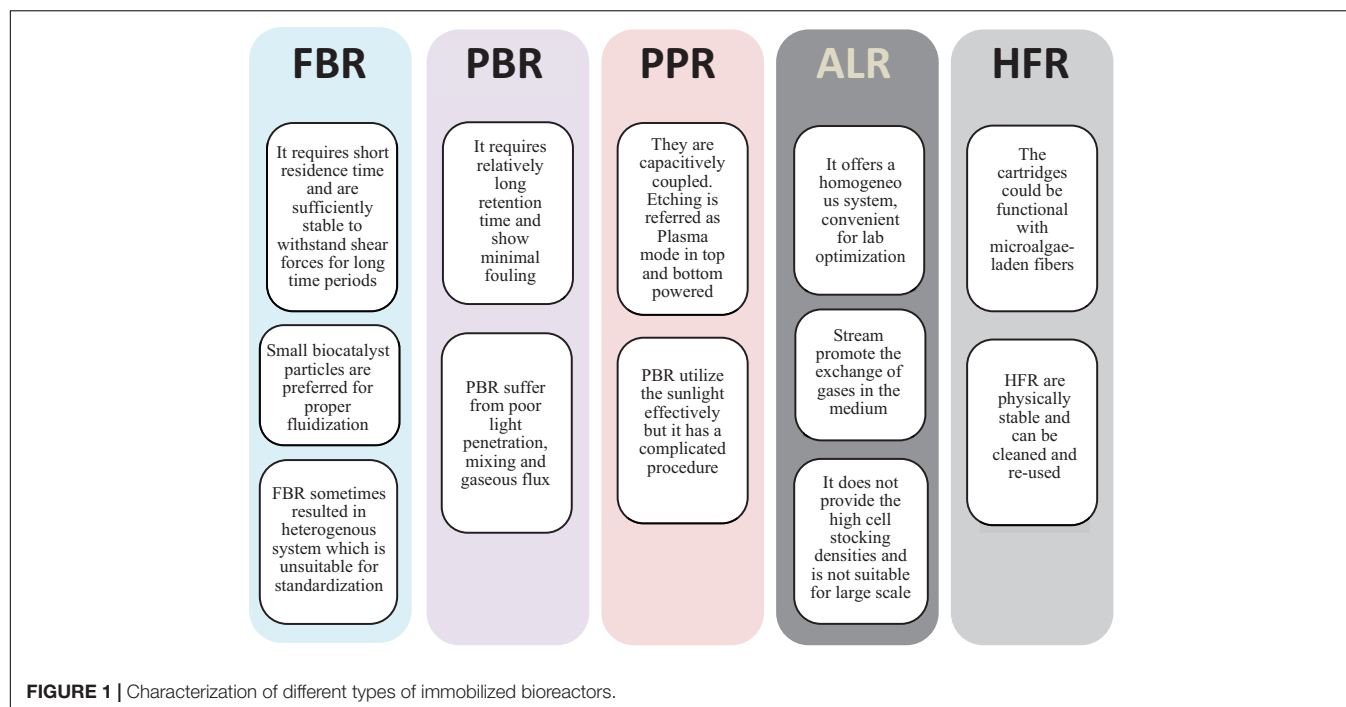 FBR
It requires short
residence time
and are
sufficiently
stable to
withstand shear
forces for long
time periods
Small biocatalyst
particles are
preferred for
proper
fluidization
FBR sometimes
resulted in
heterogenous
system which is
unsuitable for
standardization
PBR
It requires
relatively
long
retention
time and
show
minimal
fouling
PBR suffer
from poor
light
penetration,
mixing and
gaseous flux
PPR
They are
capacitively
coupled.
Etching is
referred as
Plasma
mode in top
and bottom
powered
PBR utilize
the sunlight
effectively
but it has a
complicated
procedure
ALR
It offers a
homogeneo
us system,
convenient
for lab
optimization
Stream
promote the
exchange of
gases in the
medium
It does not
provide the
high cell
stocking
densities and
is not suitable
for large scale
HFR
The
cartridges
could be
functional
with
microalgae-
laden fibers
HFR are
physically
stable and
can be
cleaned and
re-used
FIGURE 1 | Characterization of different types of immobilized bioreactors.